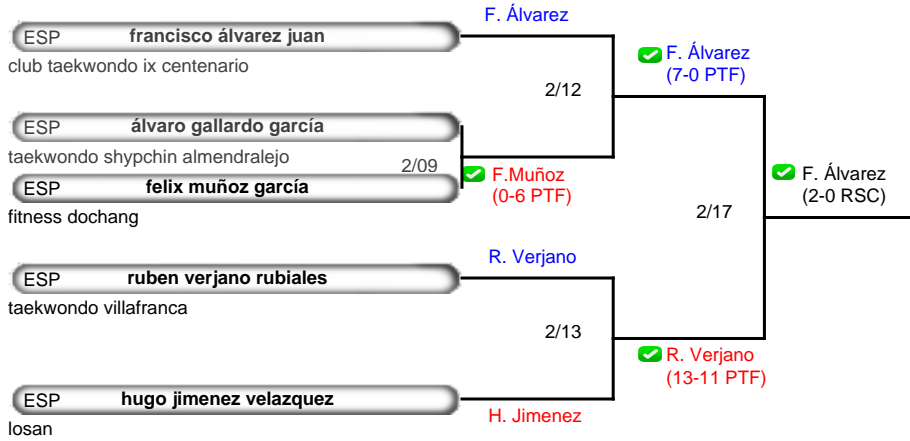 F. Álvarez
ESP francisco álvarez juan
club taekwondo ix centenario
F. Álvarez
(7-0 PTF)
2/12
ESP álvaro gallardo garcía
taekwondo shypchin almendralejo
2/09
ESP felix muñoz garcía
fitness dochang
F.Muñoz
(0-6 PTF)
F. Álvarez
(2-0 RSC)
2/17
R. Verjano
ESP ruben verjano rubiales
taekwondo villafranca
2/13
R. Verjano
(13-11 PTF)
ESP hugo jimenez velazquez
losan
H. Jimenez